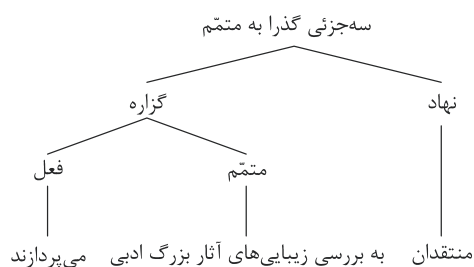 سه‌جزئی گذرا به متمّم
نهاد گزاره
متمّم فعل
منتقدان به بررسی زیبایی‌های آثار بزرگ ادبی می‌پردازند